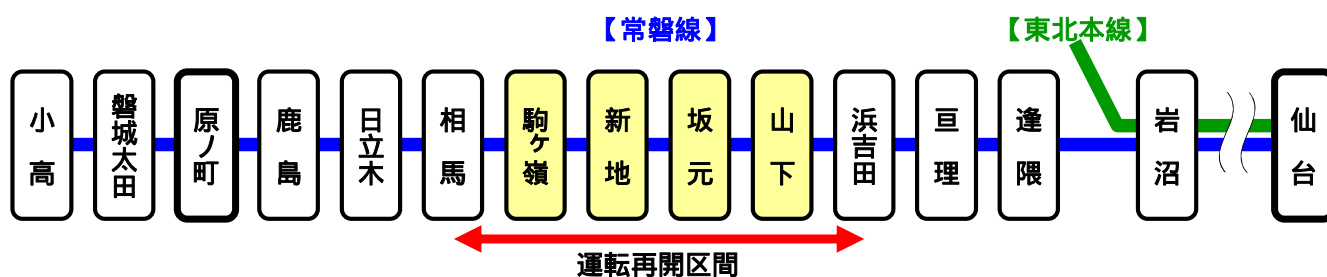 【常磐線】
【東北本線】
小高
磐城太田
原ノ町
鹿島
日立木
相馬
駒ケ嶺
新地
坂元
山下
浜吉田
亘理
逢隈
岩沼
仙台
運転再開区間